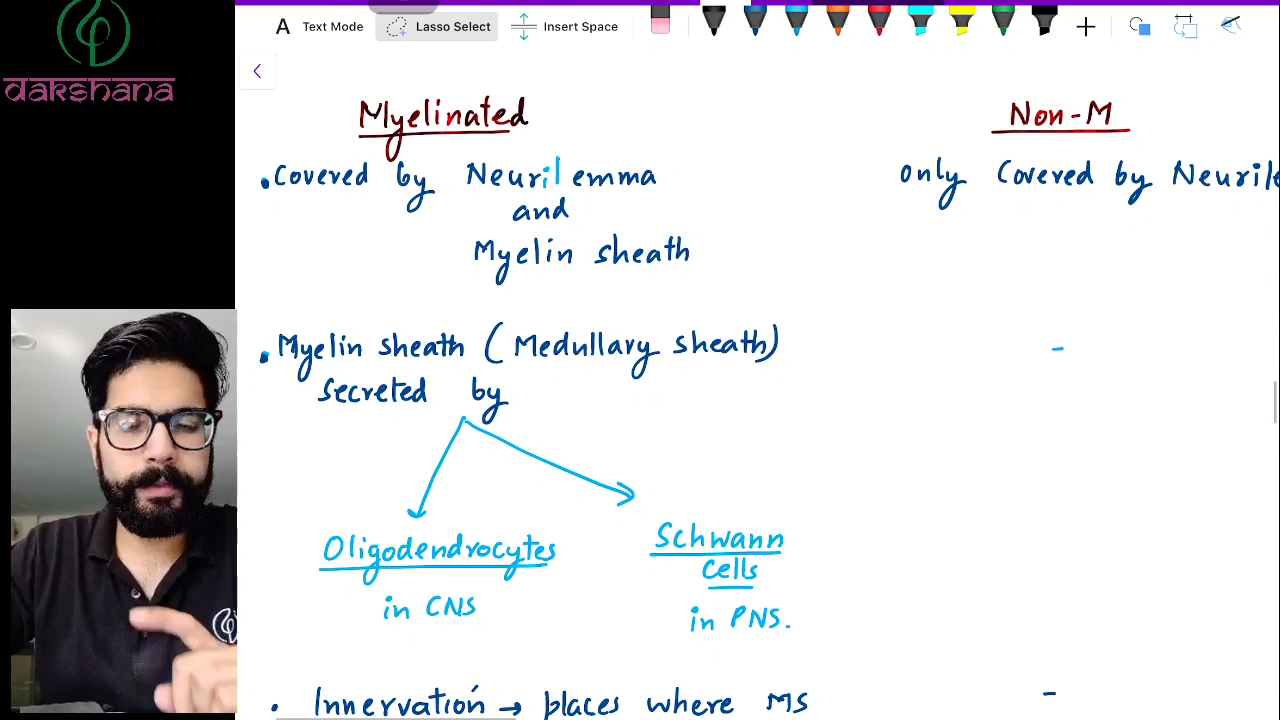 Text Mode Lasso Select Insert Space
dakshana
Myelinated Non-M
• Covered by Neurilemma only Covered by Neurile
and
Myelin sheath
• Myelin sheath (Medullary sheath) -
Secreted by
Oligodendrocytes Schwann
Cells
in CNS in PNS.
• Innervation → places where MS -